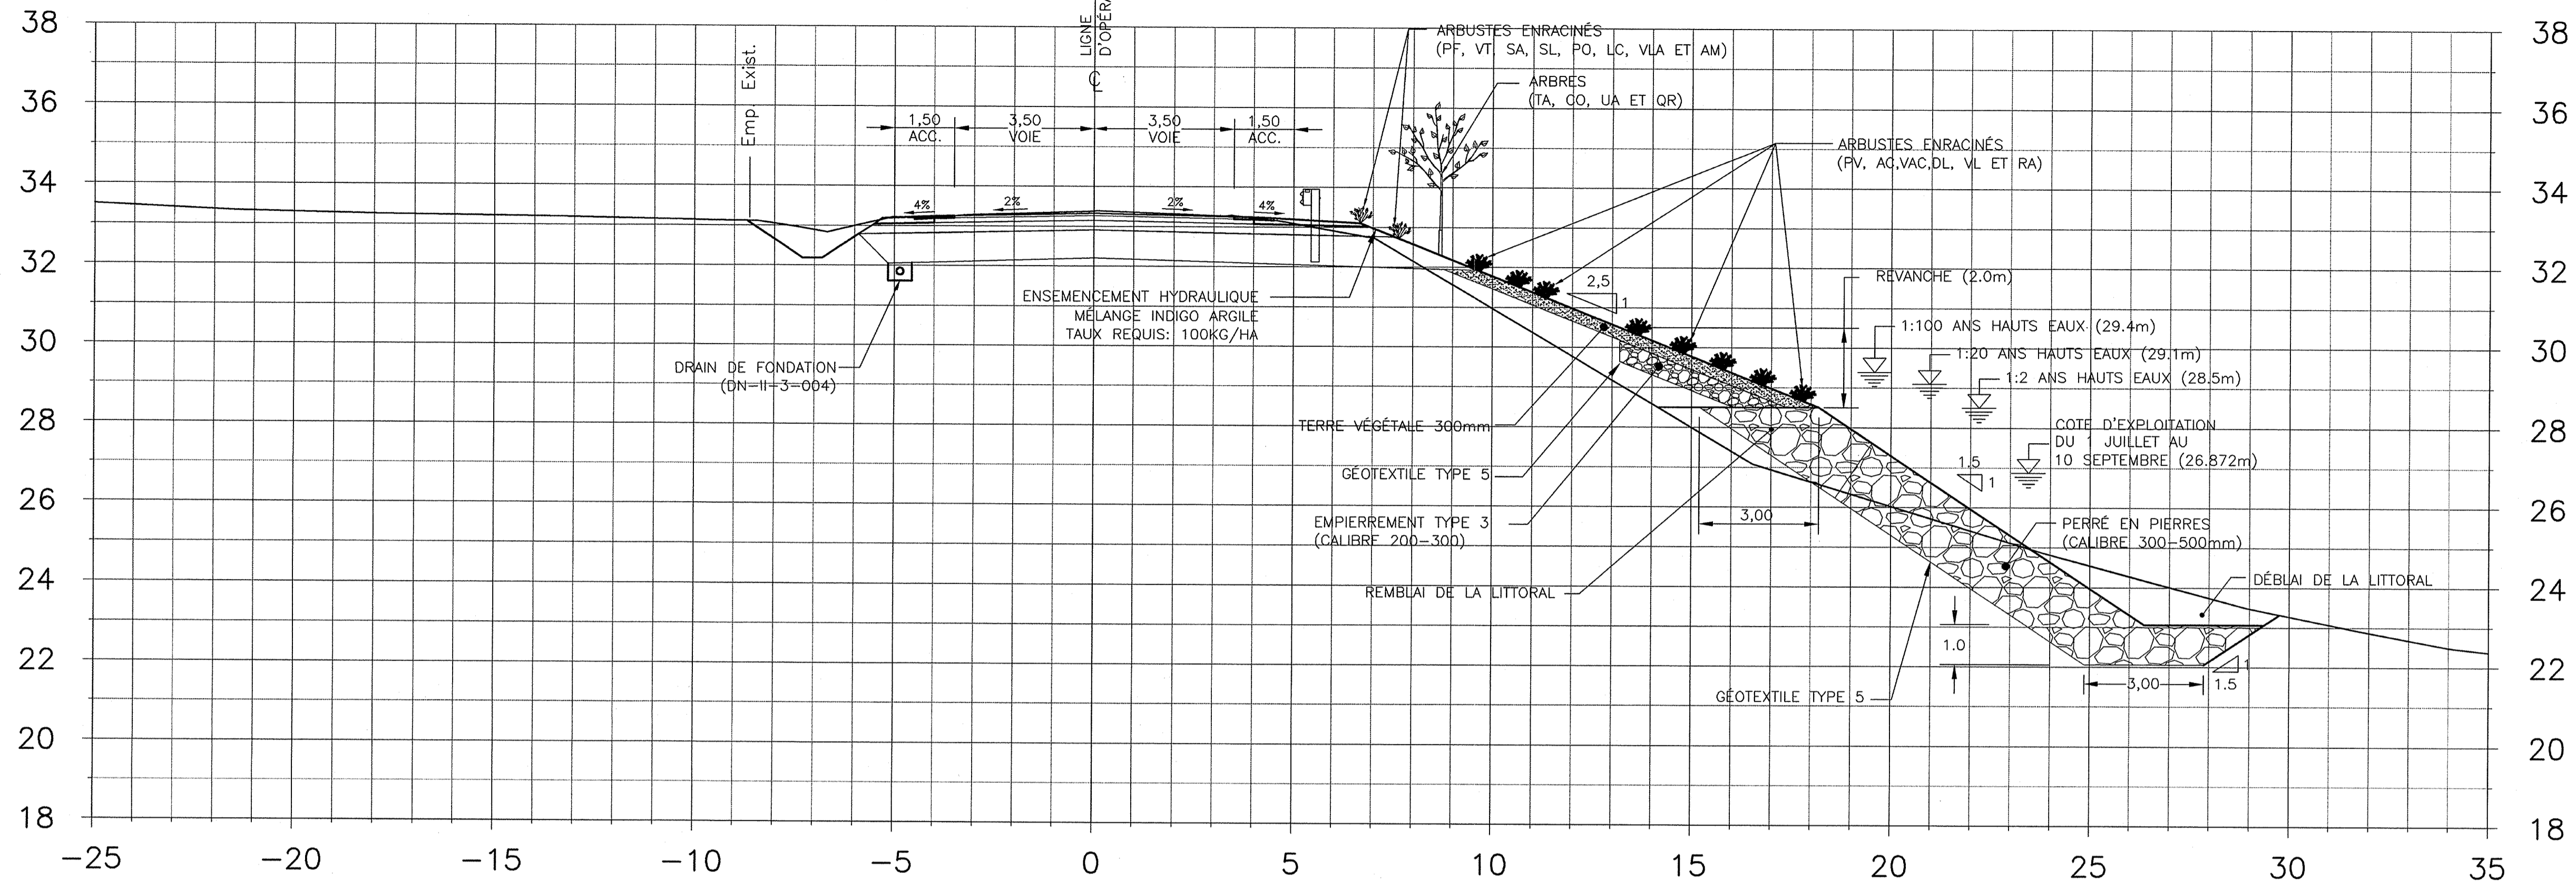 38
36
34
32
30
28
26
24
22
20
18
38
36
34
32
30
28
26
24
22
20
18
-25
-20
-15
-10
-5
0
5
10
15
20
25
30
35
Emp. Exist.
LIGNE
℄
1,50
ACC.
3,50
VOIE
3,50
VOIE
1,50
ACC.
4%
2%
2%
4%
ARBUSTES ENRACINÉS
(PF, VT, SA, SL, PO, LC, VLA ET AM)
ARBRES
(TA, CO, UA ET QR)
ARBUSTES ENRACINÉS
(PV, AC,VAC,DL, VL ET RA)
2,5
1
REVANCHE (2.0m)
1:100 ANS HAUTS EAUX (29.4m)
1:20 ANS HAUTS EAUX (29.1m)
1:2 ANS HAUTS EAUX (28.5m)
COTE D'EXPLOITATION
DU 1 JUILLET AU
10 SEPTEMBRE (26.872m)
1.5
1
ENSEMENCEMENT HYDRAULIQUE
MÉLANGE INDIGO ARGILE
TAUX REQUIS: 100KG/HA
DRAIN DE FONDATION
(DN-II-3-004)
TERRE VÉGÉTALE 300mm
GÉOTEXTILE TYPE 5
EMPIERREMENT TYPE 3
(CALIBRE 200-300)
3,00
REMBLAI DE LA LITTORAL
PERRÉ EN PIERRES
(CALIBRE 300-500mm)
DÉBLAI DE LA LITTORAL
1.0
3,00
1
1.5
GÉOTEXTILE TYPE 5